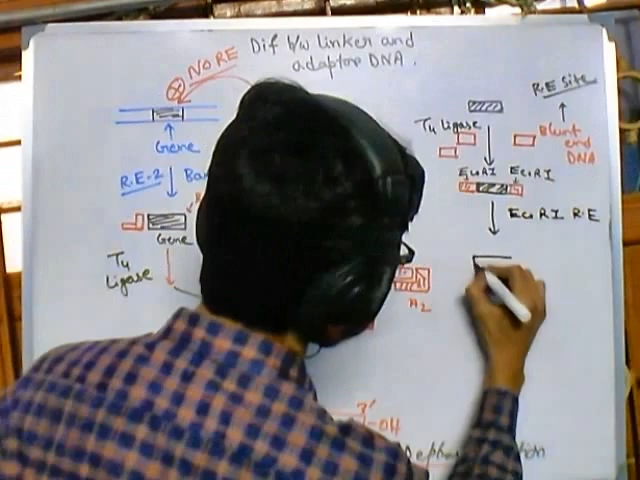 Dif b/w linker and
adaptor DNA.
NO RE
Gene
R.E-2
Gene
T4
ligase
A2
3'
OH
R.E site
T4 ligase
Blunt
end
DNA
EcoRI EcoRI
EcoRI R.E